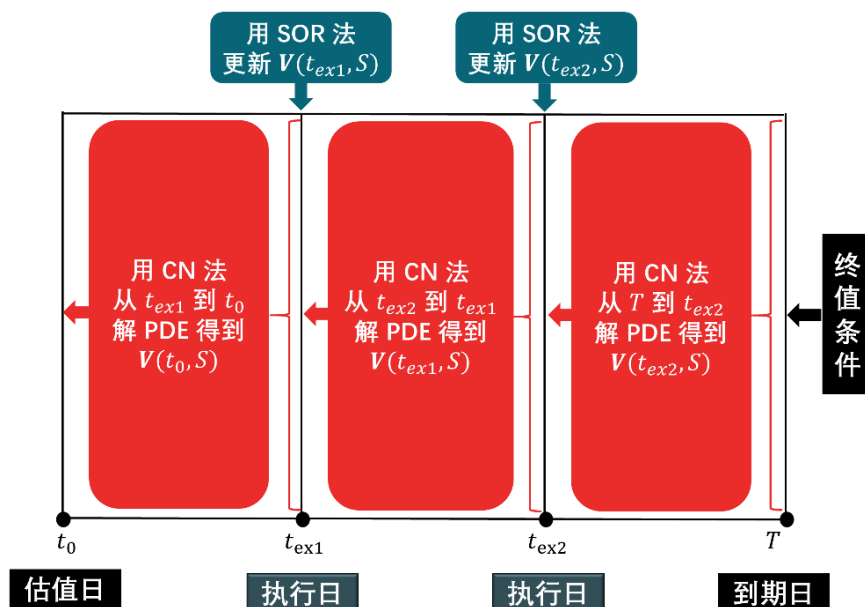 用 SOR 法
更新 V(t_ex1, S)
用 SOR 法
更新 V(t_ex2, S)
用 CN 法
从 t_ex1 到 t_0
解 PDE 得到
V(t_0, S)
用 CN 法
从 t_ex2 到 t_ex1
解 PDE 得到
V(t_ex1, S)
用 CN 法
从 T 到 t_ex2
解 PDE 得到
V(t_ex2, S)
终值条件
t_0
t_ex1
t_ex2
T
估值日
执行日
执行日
到期日